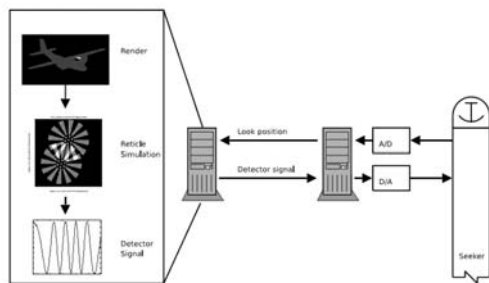 Render
Reticle
Simulation
Detector
Signal
Look position
Detector signal
A/D
D/A
Seeker